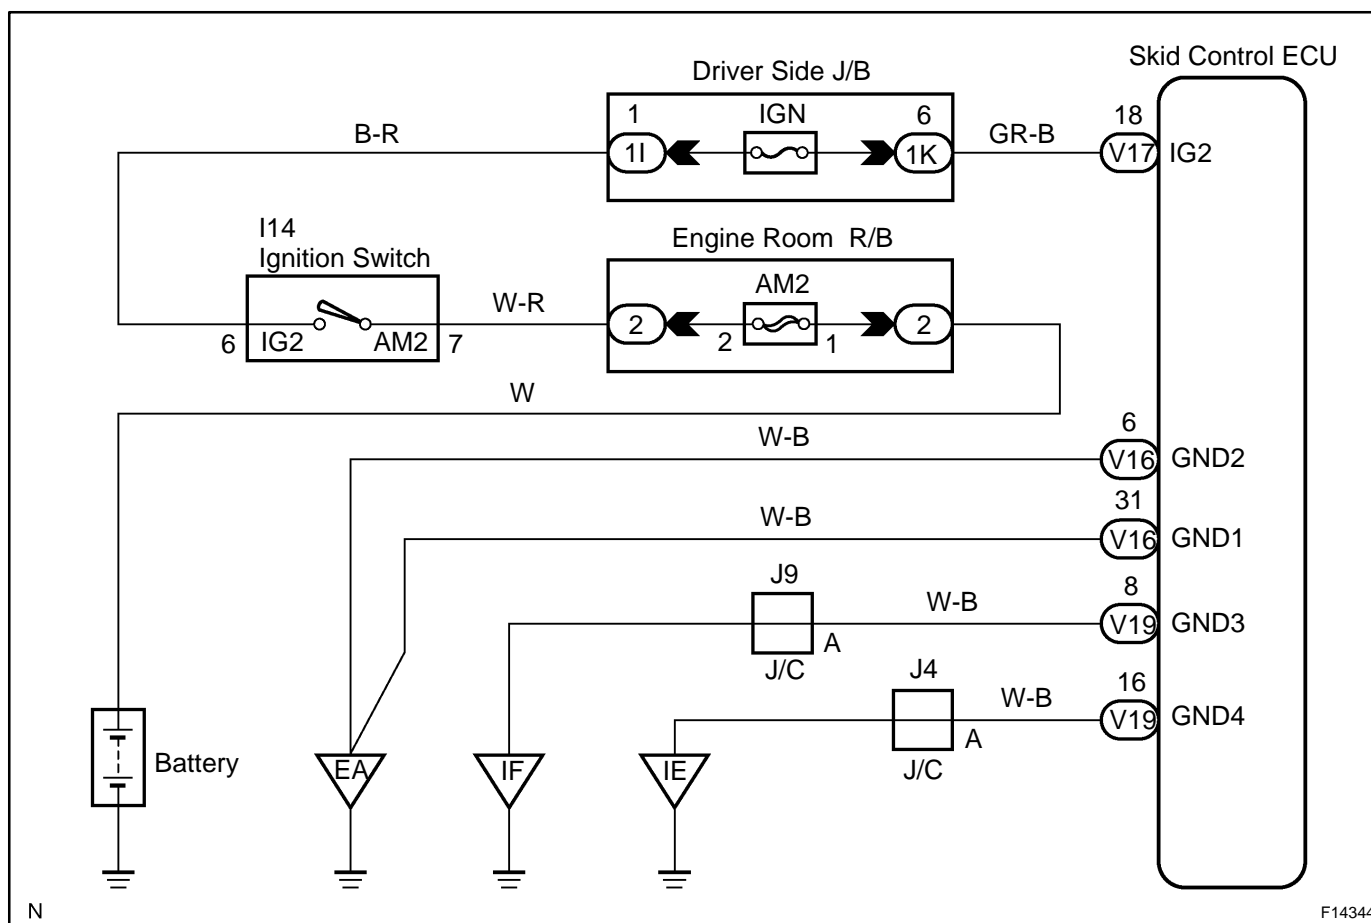 Skid Control ECU
Driver Side J/B
1
IGN
6
18
B-R
1I
1K
GR-B
V17
IG2
I14
Ignition Switch
Engine Room R/B
AM2
W-R
2
2
1
2
6
IG2
AM2
7
W
W-B
6
V16
GND2
W-B
31
V16
GND1
J9
W-B
8
V19
GND3
A
J/C
J4
W-B
16
V19
GND4
A
J/C
Battery
EA
IF
IE
N
F14344